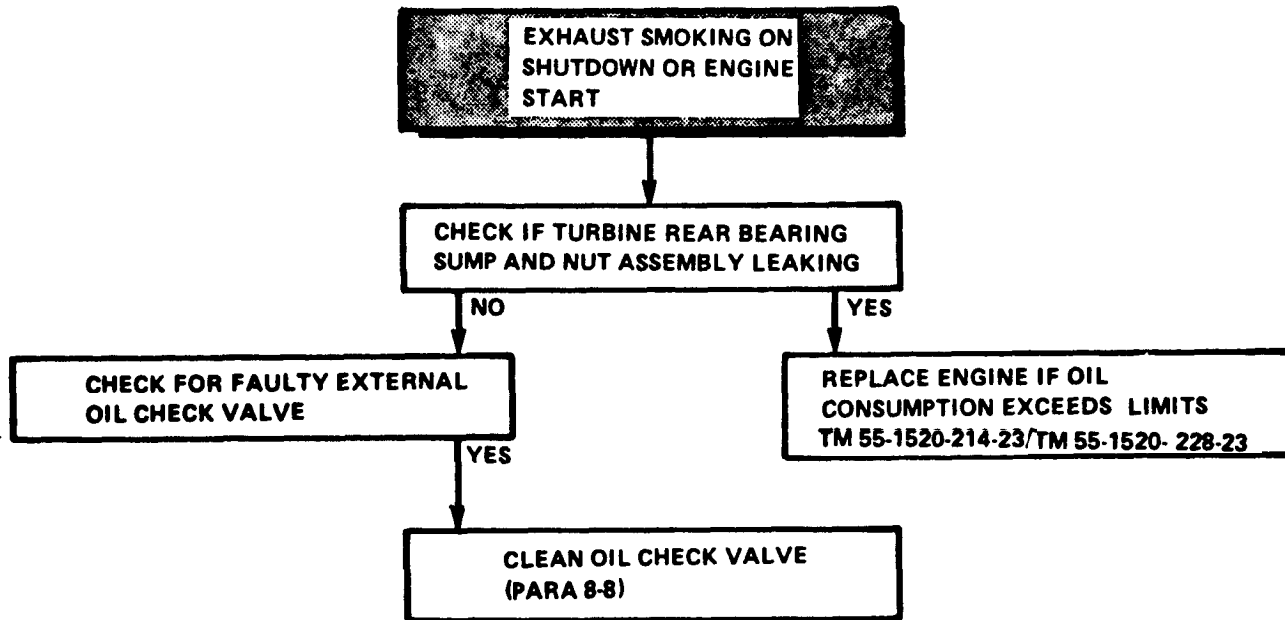 EXHAUST SMOKING ON
SHUTDOWN OR ENGINE
START
CHECK IF TURBINE REAR BEARING
SUMP AND NUT ASSEMBLY LEAKING
NO
YES
CHECK FOR FAULTY EXTERNAL
OIL CHECK VALVE
REPLACE ENGINE IF OIL
CONSUMPTION EXCEEDS LIMITS
TM 55-1520-214-23/TM 55-1520-228-23
YES
CLEAN OIL CHECK VALVE
(PARA 8-8)